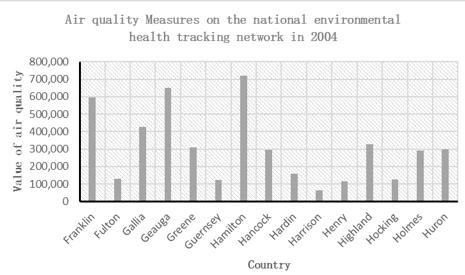 Air quality Measures on the national environmental
health tracking network in 2004
Value of air quality
800,000
700,000
600,000
500,000
400,000
300,000
200,000
100,000
0
Franklin
Fulton
Gallia
Geauga
Greene
Guernsey
Hamilton
Hancock
Hardin
Harrison
Henry
Highland
Hocking
Holmes
Huron
Country